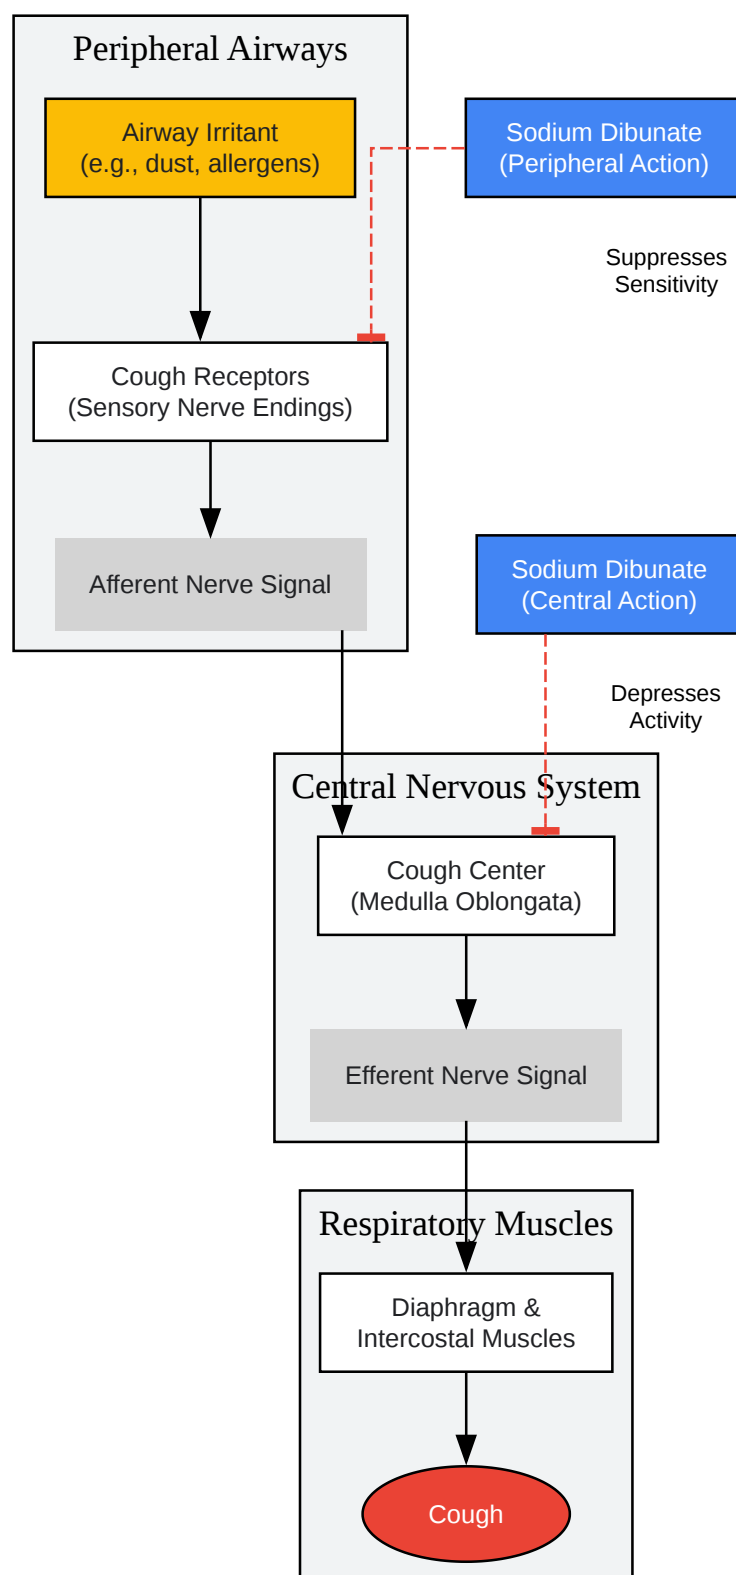 Peripheral Airways
Airway Irritant
(e.g., dust, allergens)
Sodium Dibunate
(Peripheral Action)
Suppresses
Sensitivity
Cough Receptors
(Sensory Nerve Endings)
Afferent Nerve Signal
Sodium Dibunate
(Central Action)
Depresses
Activity
Central Nervous System
Cough Center
(Medulla Oblongata)
Efferent Nerve Signal
Respiratory Muscles
Diaphragm &
Intercostal Muscles
Cough